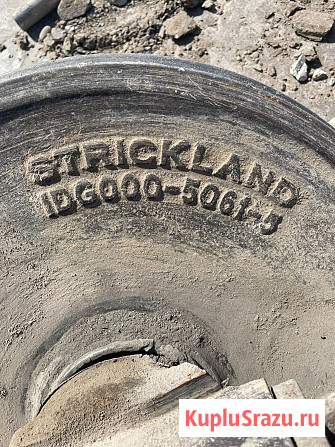 STRICKLAND
IDG000-5061-5
KupluSrazu.ru